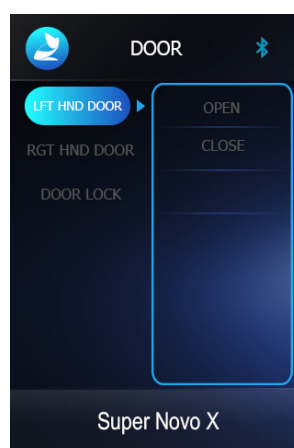 DOOR
LFT HND DOOR
OPEN
RGT HND DOOR
CLOSE
DOOR LOCK
Super Novo X